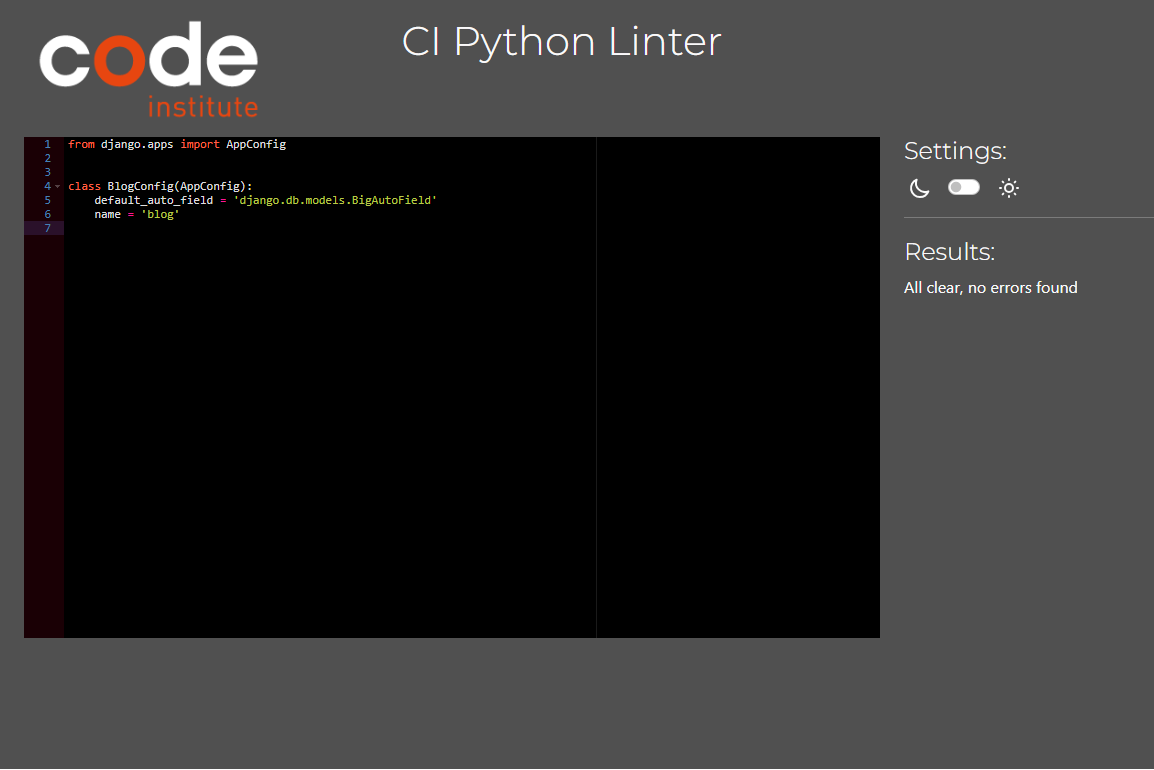 code
institute
CI Python Linter
1 from django.apps import AppConfig
2
3
4 class BlogConfig(AppConfig):
5     default_auto_field = 'django.db.models.BigAutoField'
6     name = 'blog'
7
Settings:
Results:
All clear, no errors found